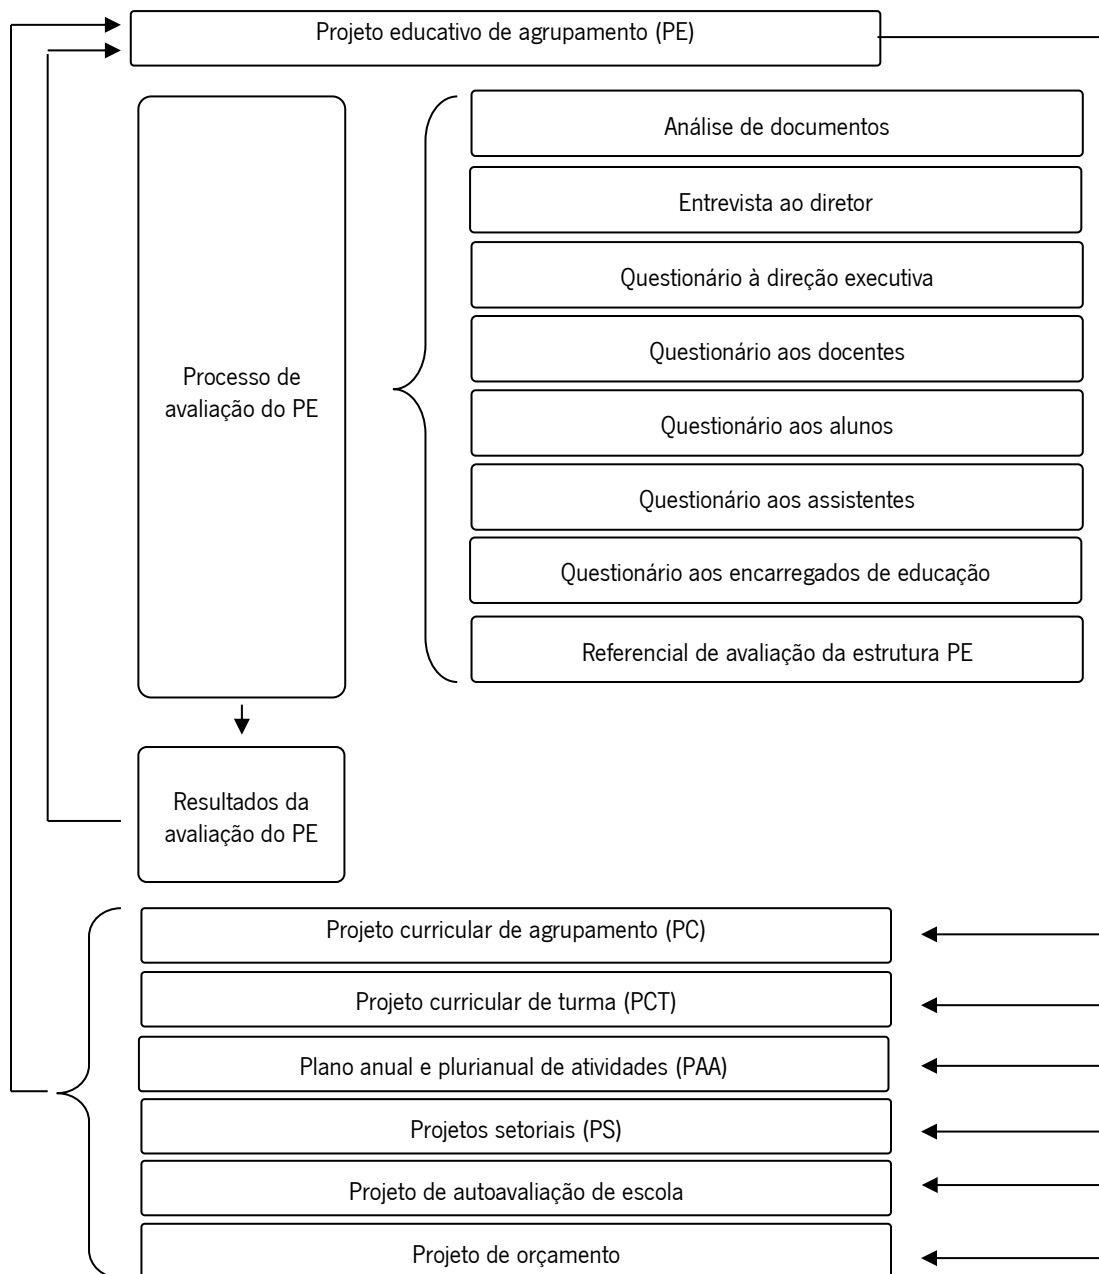 Projeto educativo de agrupamento (PE)
Análise de documentos
Entrevista ao diretor
Questionário à direção executiva
Questionário aos docentes
Processo de
avaliação do PE
Questionário aos alunos
Questionário aos assistentes
Questionário aos encarregados de educação
Referencial de avaliação da estrutura PE
Resultados da
avaliação do PE
Projeto curricular de agrupamento (PC)
Projeto curricular de turma (PCT)
Plano anual e plurianual de atividades (PAA)
Projetos setoriais (PS)
Projeto de autoavaliação de escola
Projeto de orçamento